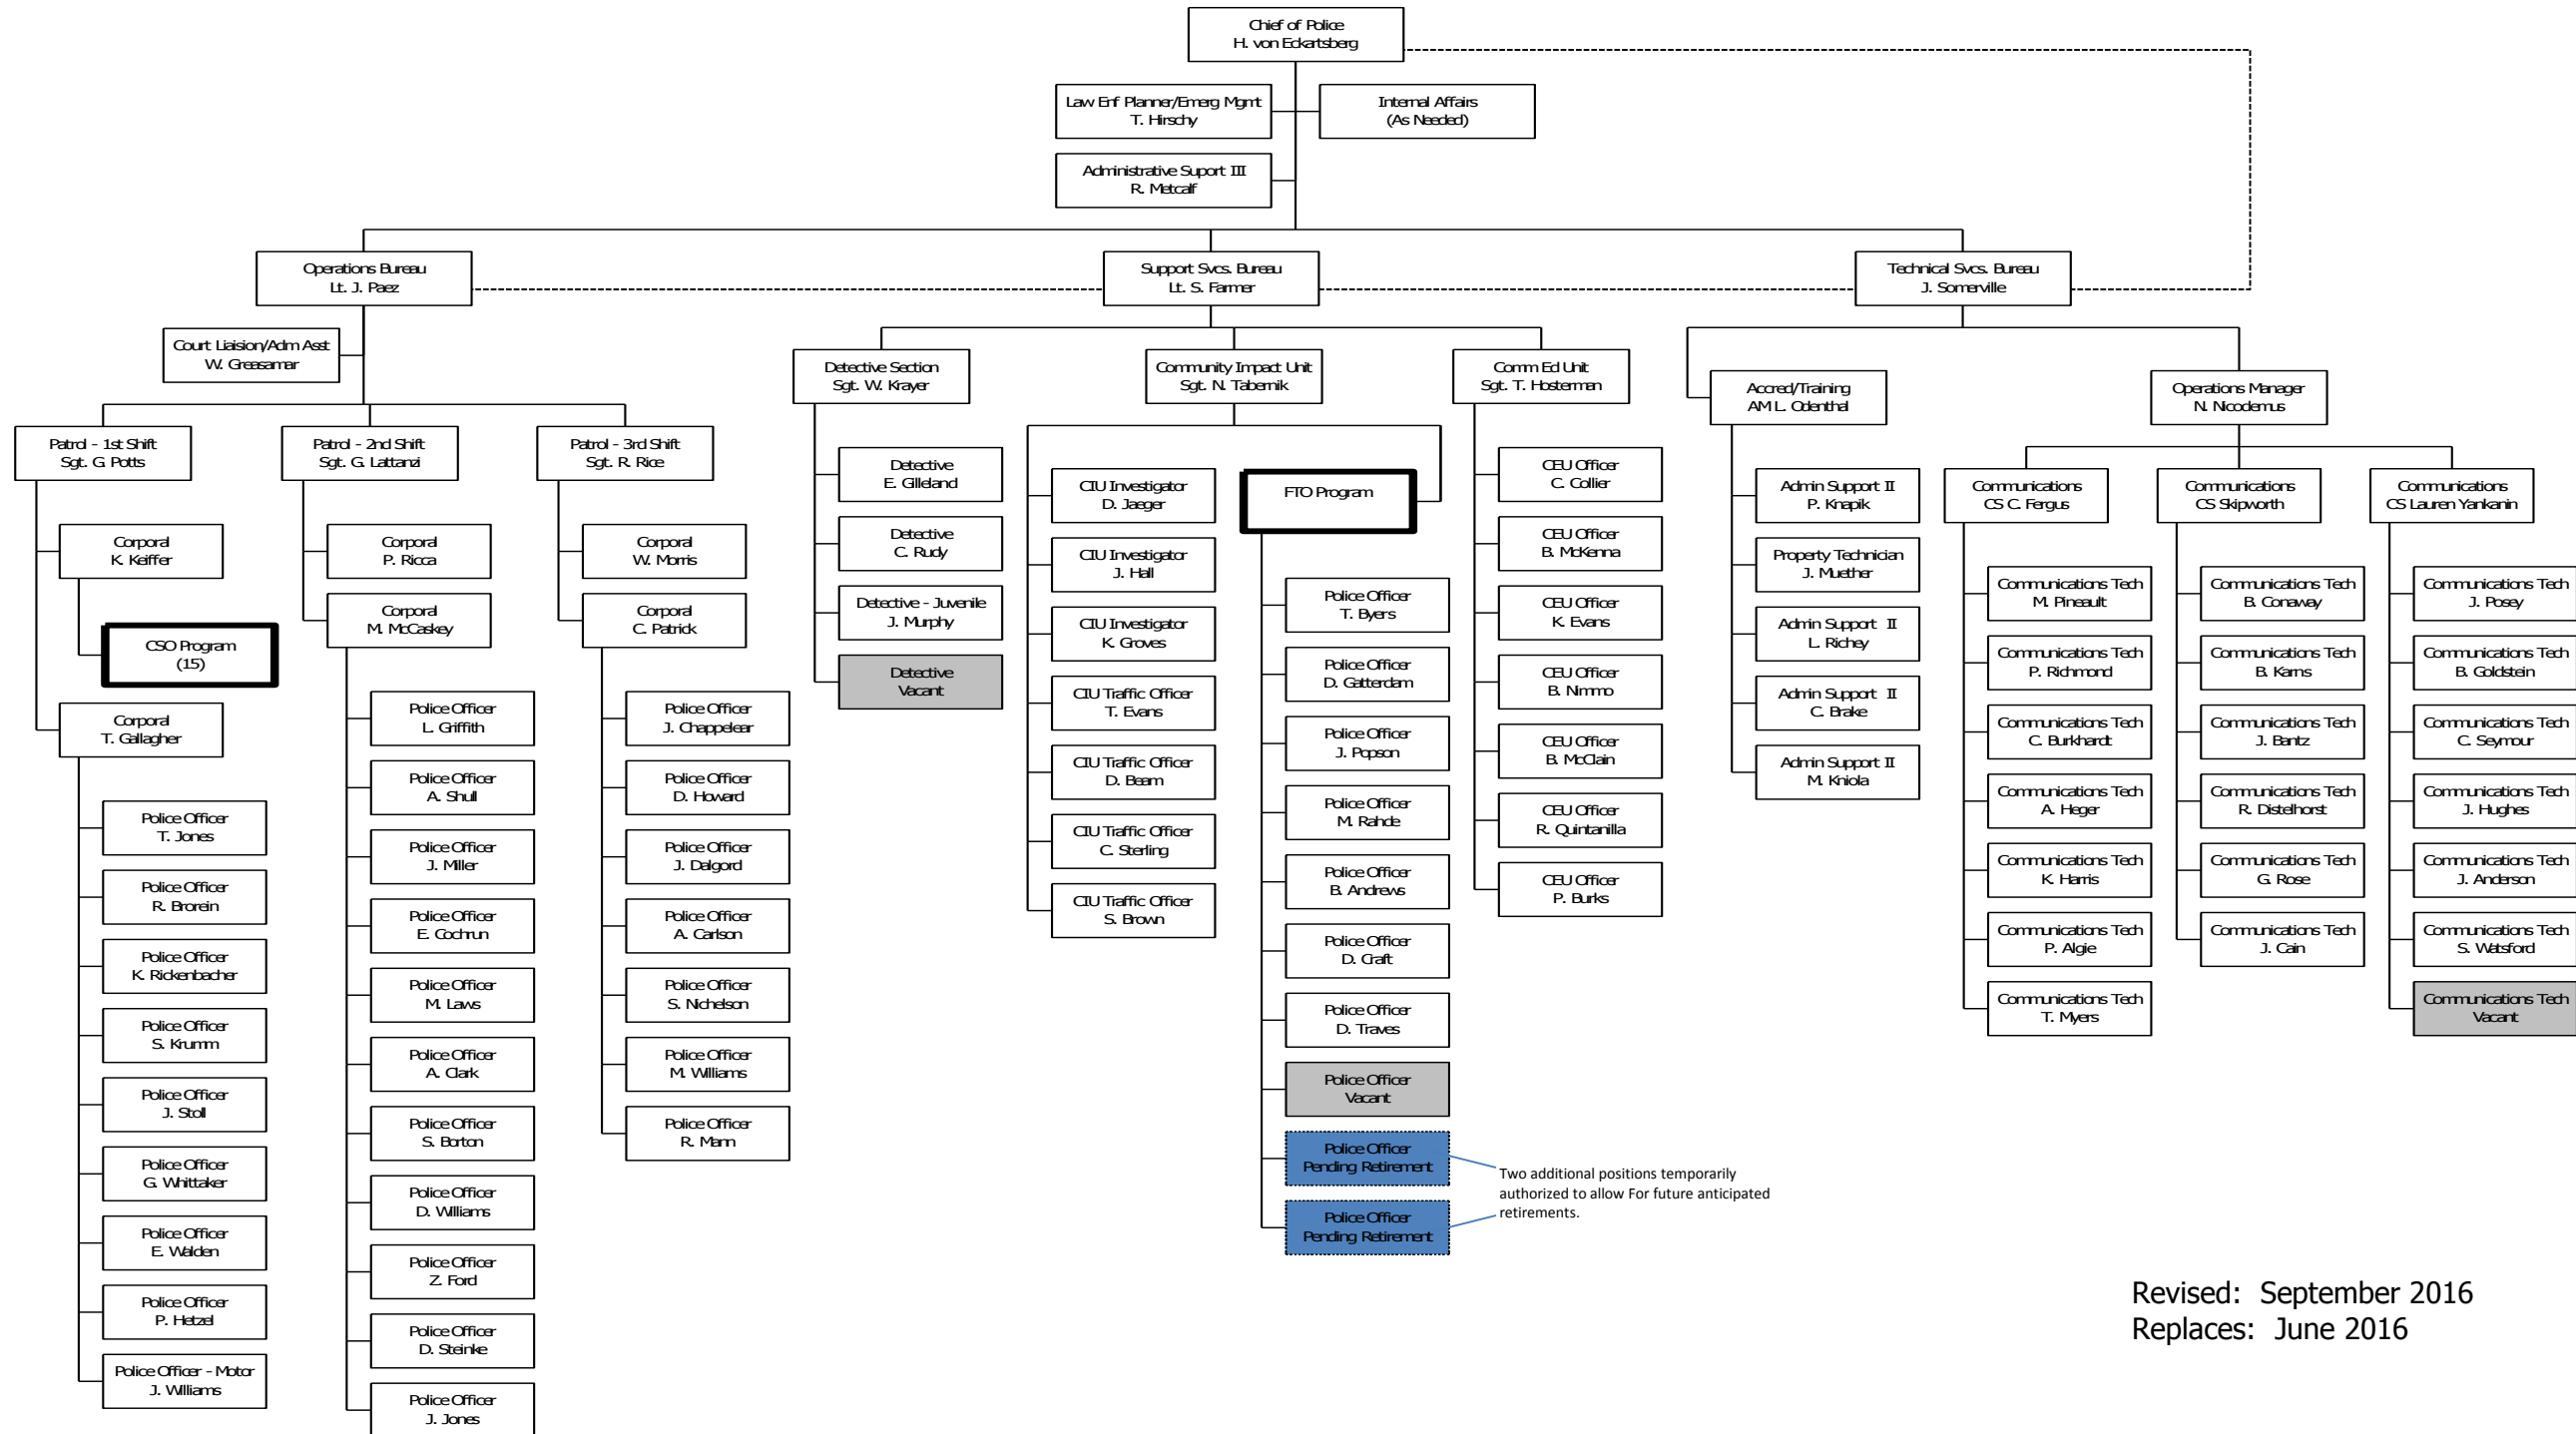 Chief of Police
H. von Eckartsberg
Law Enf Planner/Emerg Mgmt
T. Hirschy
Internal Affairs
(As Needed)
Administrative Suport III
R. Metcalf
Operations Bureau
Lt. J. Paez
Support Svcs. Bureau
Lt. S. Farmer
Technical Svcs. Bureau
J. Somerville
Court Liaision/Adm Asst
W. Greasamar
Patrol - 1st Shift
Sgt. G. Potts
Corporal
K. Keiffer
CSO Program
(15)
Corporal
T. Gallagher
Police Officer
T. Jones
Police Officer
R. Brorein
Police Officer
K. Rickenbacher
Police Officer
S. Krumm
Police Officer
J. Stoll
Police Officer
G. Whittaker
Police Officer
E. Walden
Police Officer
P. Hetzel
Police Officer - Motor
J. Williams
Patrol - 2nd Shift
Sgt. G. Lattanzi
Corporal
P. Ricca
Corporal
M. McCaskey
Police Officer
L. Griffith
Police Officer
A. Shull
Police Officer
J. Miller
Police Officer
E. Cochrun
Police Officer
M. Laws
Police Officer
A. Clark
Police Officer
S. Borton
Police Officer
D. Williams
Police Officer
Z. Ford
Police Officer
D. Steinke
Police Officer
J. Jones
Patrol - 3rd Shift
Sgt. R. Rice
Corporal
W. Morris
Corporal
C. Patrick
Police Officer
J. Chappelear
Police Officer
D. Howard
Police Officer
J. Dalgord
Police Officer
A. Carlson
Police Officer
S. Nichelson
Police Officer
M. Williams
Police Officer
R. Mann
Detective Section
Sgt. W. Krayer
Detective
E. Gilleland
Detective
C. Rudy
Detective - Juvenile
J. Murphy
Detective
Vacant
Community Impact Unit
Sgt. N. Tabernik
CIU Investigator
D. Jaeger
CIU Investigator
J. Hall
CIU Investigator
K. Groves
CIU Traffic Officer
T. Evans
CIU Traffic Officer
D. Beam
CIU Traffic Officer
C. Sterling
CIU Traffic Officer
S. Brown
FTO Program
Police Officer
T. Byers
Police Officer
D. Gatterdam
Police Officer
J. Popson
Police Officer
M. Rahde
Police Officer
B. Andrews
Police Officer
D. Craft
Police Officer
D. Traves
Police Officer
Vacant
Police Officer
Pending Retirement
Police Officer
Pending Retirement
Two additional positions temporarily
authorized to allow For future anticipated
retirements.
Comm Ed Unit
Sgt. T. Hosterman
CEU Officer
C. Collier
CEU Officer
B. McKenna
CEU Officer
K. Evans
CEU Officer
B. Nimmo
CEU Officer
B. McClain
CEU Officer
R. Quintanilla
CEU Officer
P. Burks
Accred/Training
AM L. Odenthal
Admin Support II
P. Knapik
Property Technician
J. Muether
Admin Support II
L. Richey
Admin Support II
C. Brake
Admin Support II
M. Kniola
Operations Manager
N. Nicodemus
Communications
CS C. Fergus
Communications Tech
M. Pineault
Communications Tech
P. Richmond
Communications Tech
C. Burkhardt
Communications Tech
A. Heger
Communications Tech
K. Harris
Communications Tech
P. Algie
Communications Tech
T. Myers
Communications
CS Skipworth
Communications Tech
B. Conaway
Communications Tech
B. Karns
Communications Tech
J. Bantz
Communications Tech
R. Distelhorst
Communications Tech
G. Rose
Communications Tech
J. Cain
Communications
CS Lauren Yankanin
Communications Tech
J. Posey
Communications Tech
B. Goldstein
Communications Tech
C. Seymour
Communications Tech
J. Hughes
Communications Tech
J. Anderson
Communications Tech
S. Watsford
Communications Tech
Vacant
Revised: September 2016
Replaces: June 2016